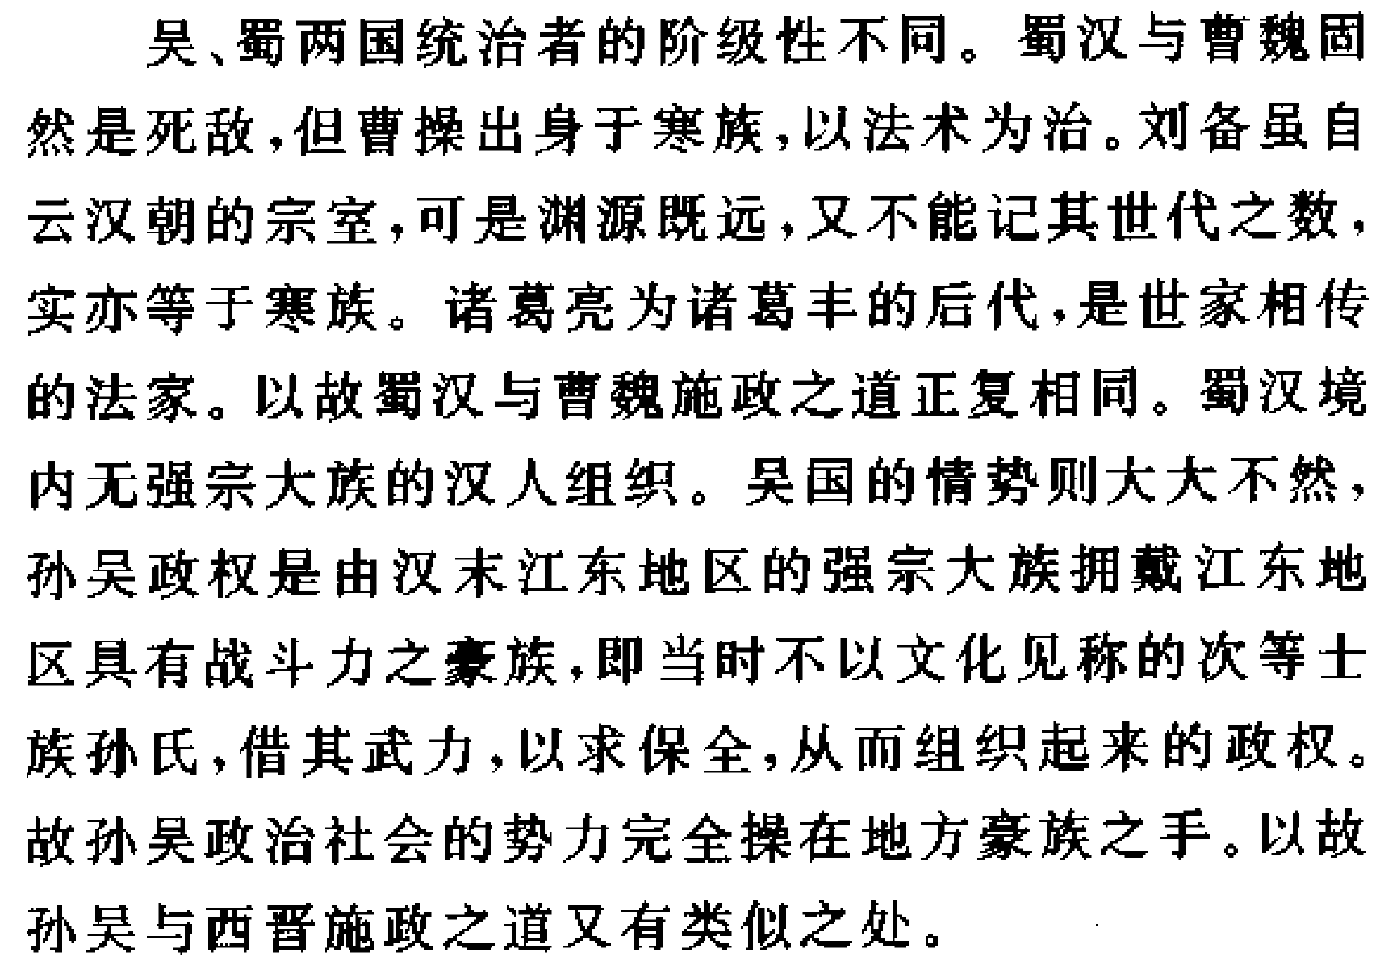 吴、蜀两国统治者的阶级性不同。蜀汉与曹魏固
然是死敌，但曹操出身于寒族，以法术为治。刘备虽自
云汉朝的宗室，可是渊源既远，又不能记其世代之数，
实亦等于寒族。诸葛亮为诸葛丰的后代，是世家相传
的法家。以故蜀汉与曹魏施政之道正复相同。蜀汉境
内无强宗大族的汉人组织。吴国的情势则大大不然，
孙吴政权是由汉末江东地区的强宗大族拥戴江东地
区具有战斗力之豪族，即当时不以文化见称的次等士
族孙氏，借其武力，以求保全，从而组织起来的政权。
故孙吴政治社会的势力完全操在地方豪族之手。以故
孙吴与西晋施政之道又有类似之处。